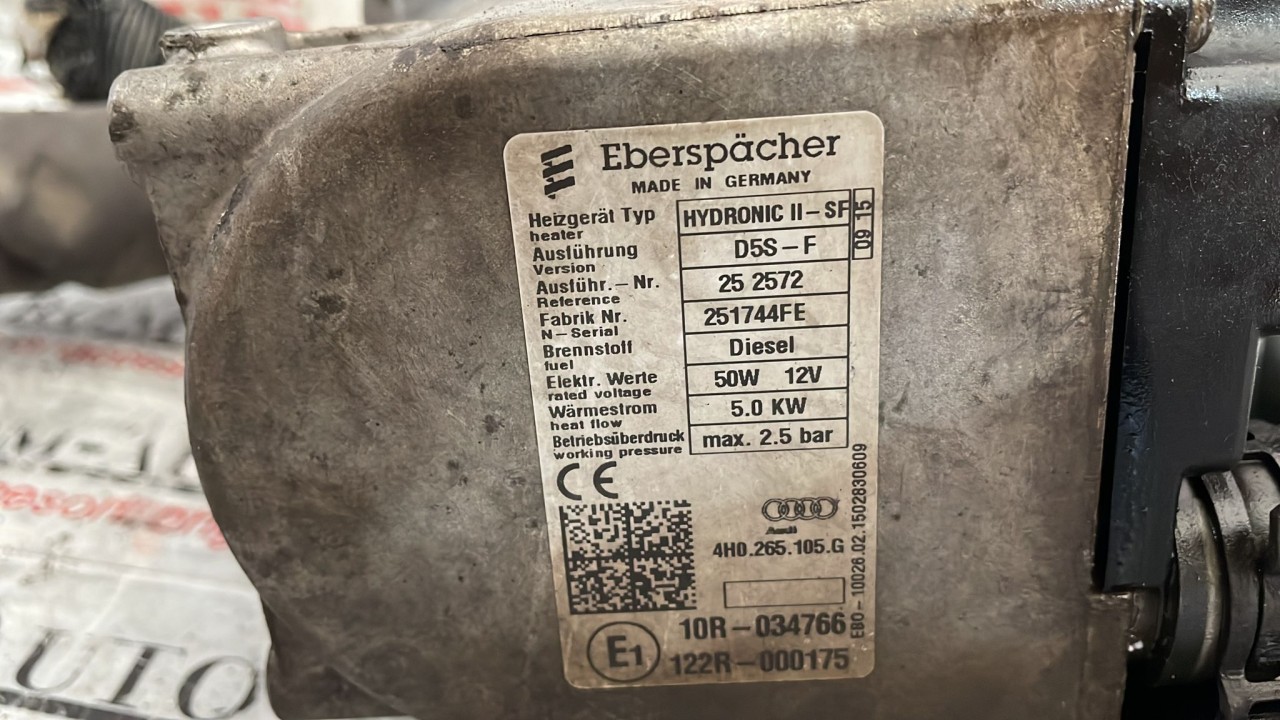 Eberspächer
MADE IN GERMANY
Heizgerät Typ HYDRONIC II – SF 09 15
heater
Ausführung D5S – F
Version
Ausführ. – Nr. 25 2572
Reference
Fabrik Nr. 251744FE
N – Serial
Brennstoff Diesel
fuel
Elektr. Werte 50W 12V
rated voltage
Wärmestrom 5.0 KW
heat flow
Betriebsüberdruck max. 2.5 bar
working pressure
CE
Audi
4H0.265.105.G
EB0 – 10026.02.1502830609
10R – 034766
E1
122R – 000175
UTO